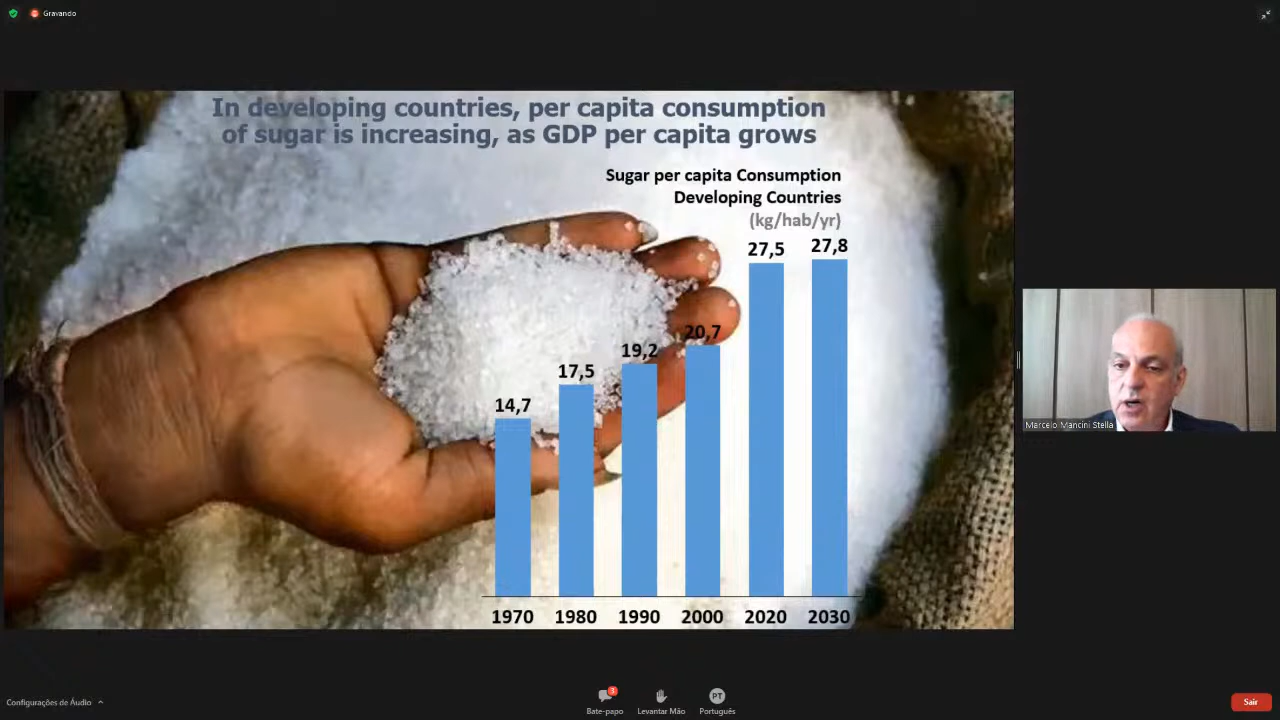 Gravando
In developing countries, per capita consumption
of sugar is increasing, as GDP per capita grows
Sugar per capita Consumption
Developing Countries
(kg/hab/yr)
14,7
17,5
19,2
20,7
27,5
27,8
1970 1980 1990 2000 2020 2030
Marcelo Mancini Stella
Configurações de Áudio
3
Bate-papo
Levantar Mão
PT
Português
Sair